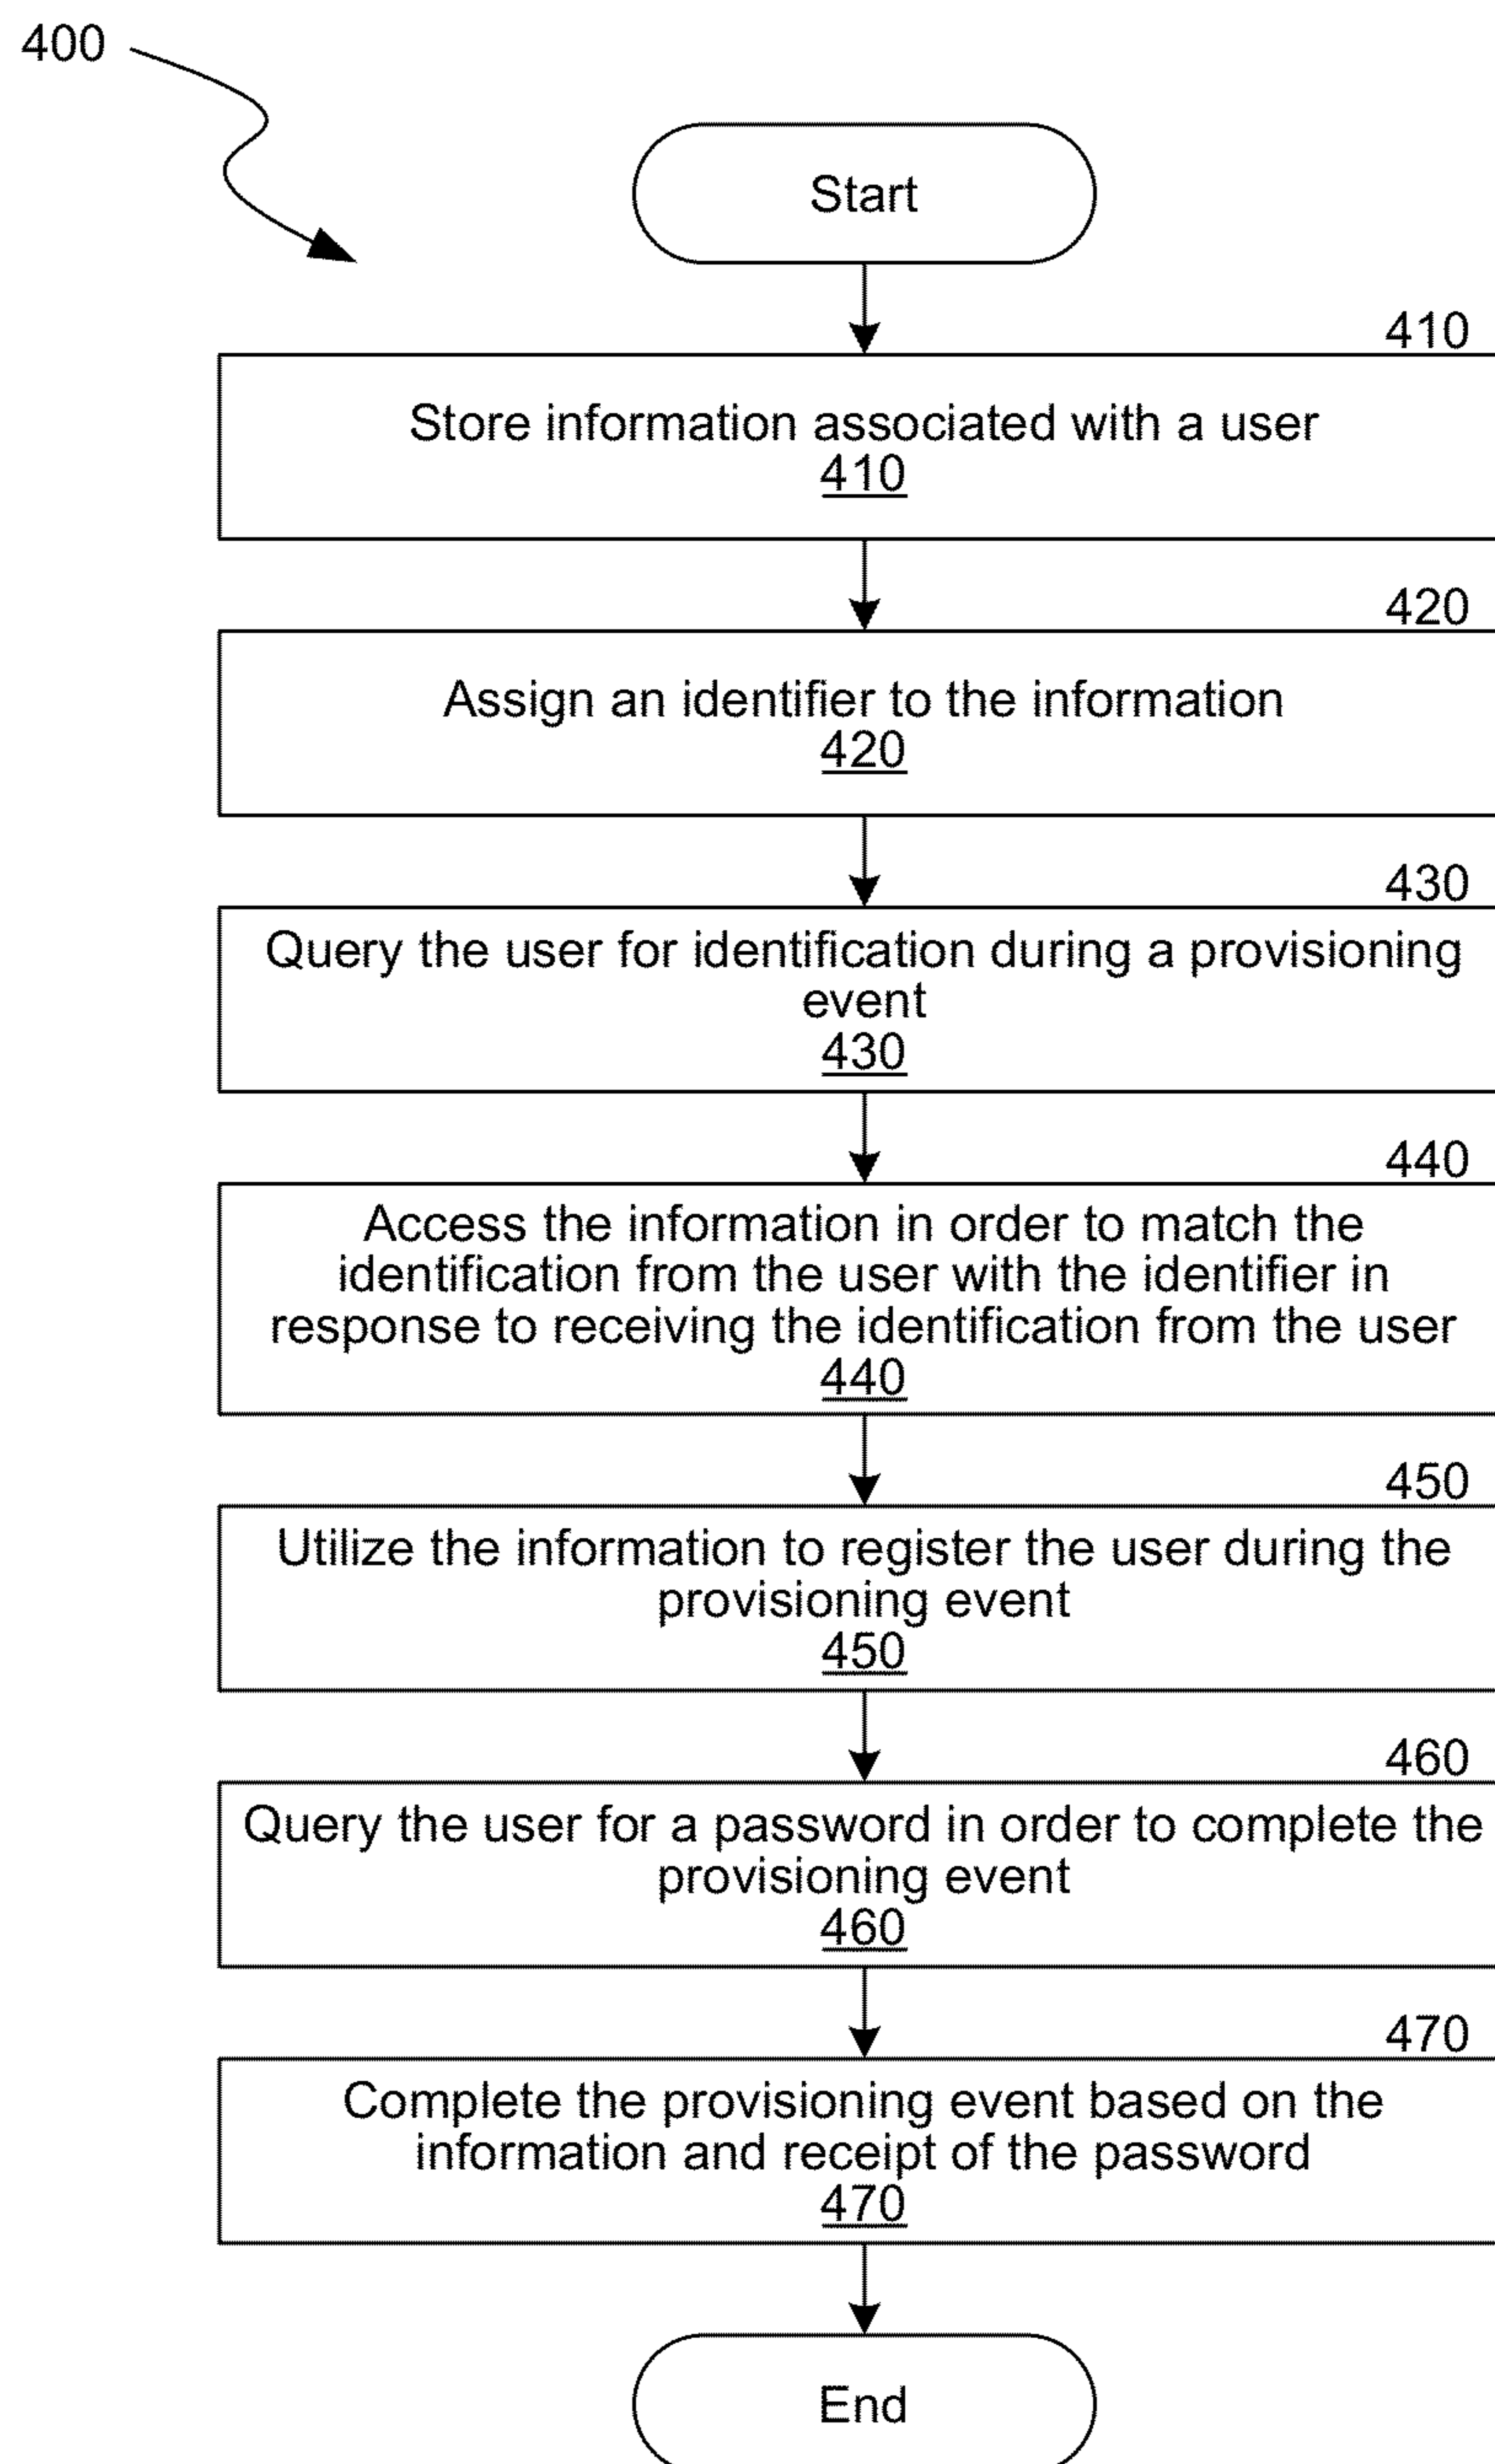 400
Start
410
Store information associated with a user
410
420
Assign an identifier to the information
420
430
Query the user for identification during a provisioning
event
430
440
Access the information in order to match the
identification from the user with the identifier in
response to receiving the identification from the user
440
450
Utilize the information to register the user during the
provisioning event
450
460
Query the user for a password in order to complete the
provisioning event
460
470
Complete the provisioning event based on the
information and receipt of the password
470
End